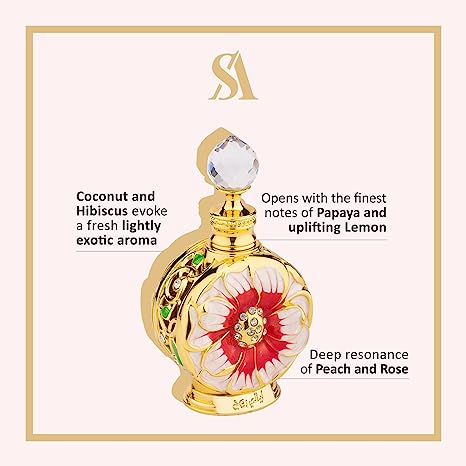 SA
Coconut and
Hibiscus evoke
a fresh lightly
exotic aroma
Opens with the finest
notes of Papaya and
uplifting Lemon
Deep resonance
of Peach and Rose